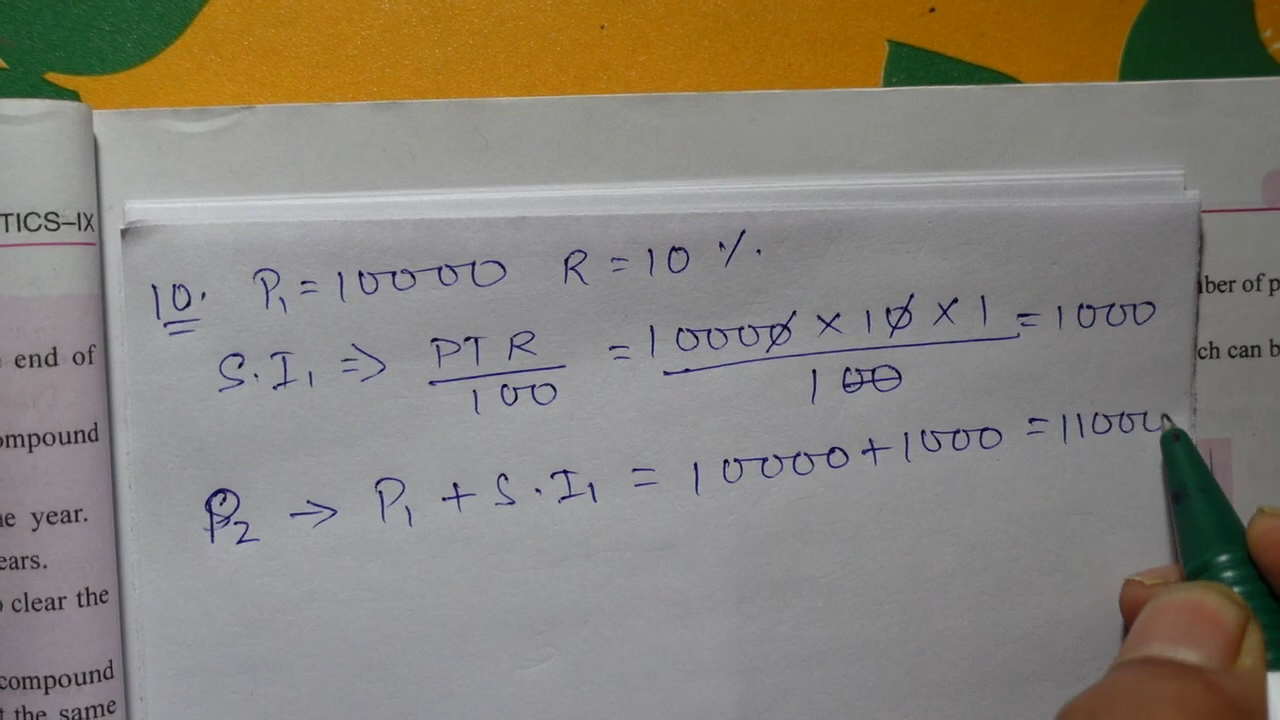 TICS–IX
end of
ompound
e year.
ears.
clear the
compound
the same
10. P₁ = 10000 R = 10 %.
S.I₁ => PTR/100 = 10000 × 10 × 1/100 = 1000
P₂ → P₁ + S.I₁ = 10000 + 1000 = 11000
ber of p
ch can b